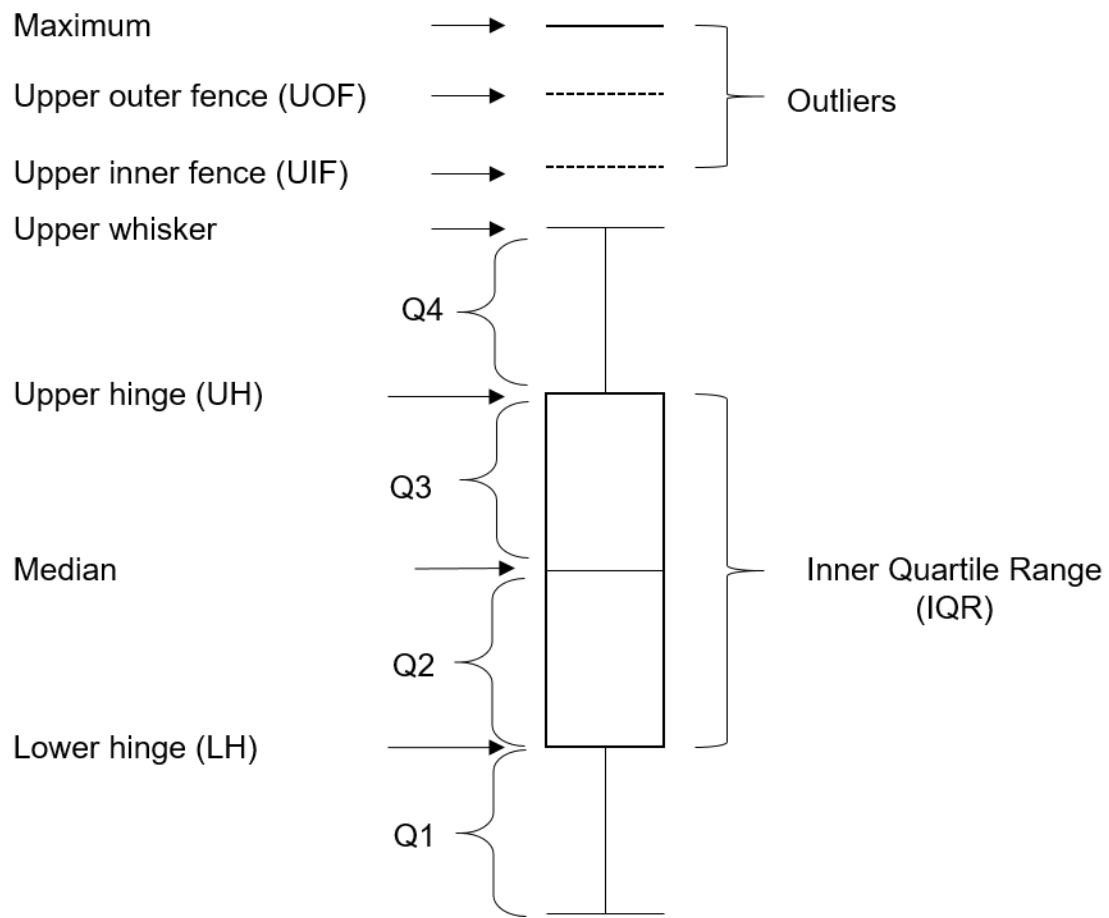 Maximum
Upper outer fence (UOF)
Outliers
Upper inner fence (UIF)
Upper whisker
Q4
Upper hinge (UH)
Q3
Median
Inner Quartile Range
(IQR)
Q2
Lower hinge (LH)
Q1